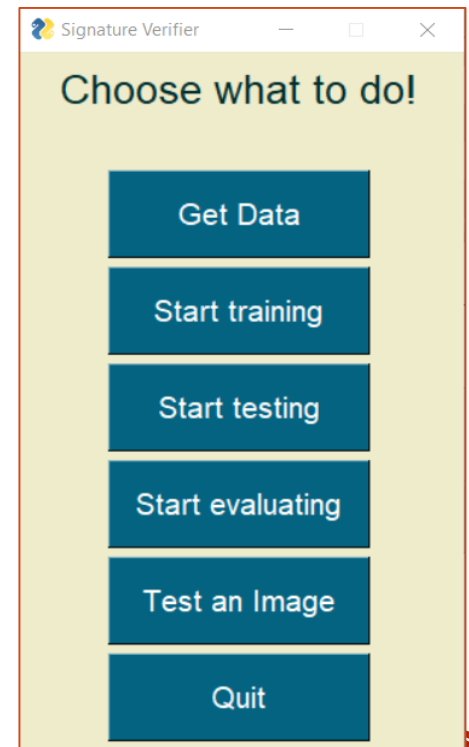 Signature Verifier
Choose what to do!
Get Data
Start training
Start testing
Start evaluating
Test an Image
Quit